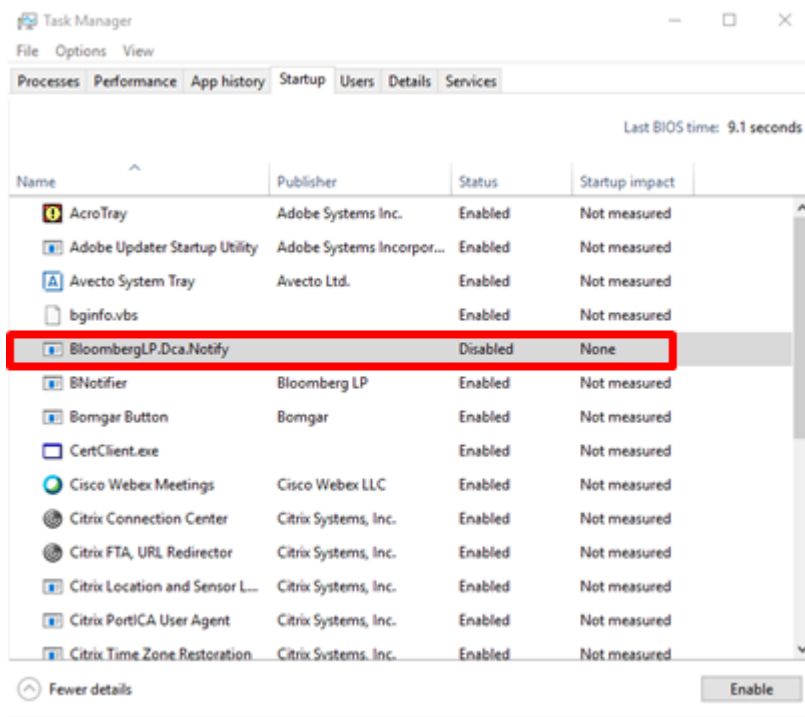 Task Manager
File Options View
Processes Performance App history Startup Users Details Services
Last BIOS time: 9.1 seconds
Name Publisher Status Startup impact
AcroTray Adobe Systems Inc. Enabled Not measured
Adobe Updater Startup Utility Adobe Systems Incorpor... Enabled Not measured
Avecto System Tray Avecto Ltd. Enabled Not measured
bginfo.vbs Enabled Not measured
BloombergLP.Dca.Notify Disabled None
BNotifier Bloomberg LP Enabled Not measured
Bomgar Button Bomgar Enabled Not measured
CertClient.exe Enabled Not measured
Cisco Webex Meetings Cisco Webex LLC Enabled Not measured
Citrix Connection Center Citrix Systems, Inc. Enabled Not measured
Citrix FTA, URL Redirector Citrix Systems, Inc. Enabled Not measured
Citrix Location and Sensor L... Citrix Systems, Inc. Enabled Not measured
Citrix PortICA User Agent Citrix Systems, Inc. Enabled Not measured
Citrix Time Zone Restoration Citrix Systems, Inc. Enabled Not measured
Fewer details Enable